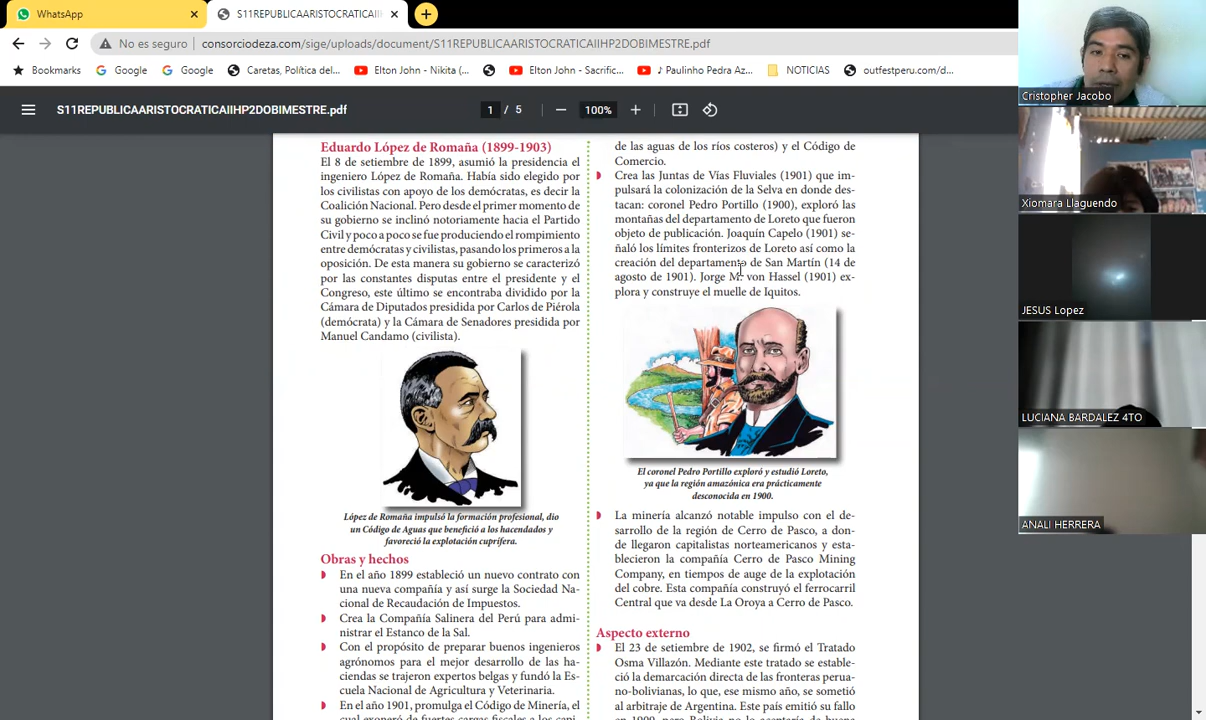 WhatsApp
S11REPUBLICAARISTOCRATICAII
No es seguro
consorciodeza.com/sige/uploads/document/S11REPUBLICAARISTOCRATICAIIHP2DOBIMESTRE.pdf
Bookmarks
Google
Google
Caretas, Política del...
Elton John - Nikita (...
Elton John - Sacrific...
♪ Paulinho Pedra Az...
NOTICIAS
outfestperu.com/d...
S11REPUBLICAARISTOCRATICAIIHP2DOBIMESTRE.pdf
1 / 5
100%
Eduardo López de Romaña (1899-1903)
El 8 de setiembre de 1899, asumió la presidencia el
ingeniero López de Romaña. Había sido elegido por
los civilistas con apoyo de los demócratas, es decir la
Coalición Nacional. Pero desde el primer momento de
su gobierno se inclinó notoriamente hacia el Partido
Civil y poco a poco se fue produciendo el rompimiento
entre demócratas y civilistas, pasando los primeros a la
oposición. De esta manera su gobierno se caracterizó
por las constantes disputas entre el presidente y el
Congreso, este último se encontraba dividido por la
Cámara de Diputados presidida por Carlos de Piérola
(demócrata) y la Cámara de Senadores presidida por
Manuel Candamo (civilista).
López de Romaña impulsó la formación profesional, dio
un Código de Aguas que benefició a los hacendados y
favoreció la explotación cuprífera.
Obras y hechos
En el año 1899 estableció un nuevo contrato con
una nueva compañía y así surge la Sociedad Na-
cional de Recaudación de Impuestos.
Crea la Compañía Salinera del Perú para admi-
nistrar el Estanco de la Sal.
Con el propósito de preparar buenos ingenieros
agrónomos para el mejor desarrollo de las ha-
ciendas se trajeron expertos belgas y fundó la Es-
cuela Nacional de Agricultura y Veterinaria.
En el año 1901, promulga el Código de Minería, el
cual exoneró de fuertes cargas fiscales a los capi-
de las aguas de los ríos costeros) y el Código de
Comercio.
Crea las Juntas de Vías Fluviales (1901) que im-
pulsará la colonización de la Selva en donde des-
tacan: coronel Pedro Portillo (1900), exploró las
montañas del departamento de Loreto que fueron
objeto de publicación. Joaquín Capelo (1901) se-
ñaló los límites fronterizos de Loreto así como la
creación del departamento de San Martín (14 de
agosto de 1901). Jorge M. von Hassel (1901) ex-
plora y construye el muelle de Iquitos.
El coronel Pedro Portillo exploró y estudió Loreto,
ya que la región amazónica era prácticamente
desconocida en 1900.
La minería alcanzó notable impulso con el de-
sarrollo de la región de Cerro de Pasco, a don-
de llegaron capitalistas norteamericanos y esta-
blecieron la compañía Cerro de Pasco Mining
Company, en tiempos de auge de la explotación
del cobre. Esta compañía construyó el ferrocarril
Central que va desde La Oroya a Cerro de Pasco.
Aspecto externo
El 23 de setiembre de 1902, se firmó el Tratado
Osma Villazón. Mediante este tratado se estable-
ció la demarcación directa de las fronteras perua-
no-bolivianas, lo que, ese mismo año, se sometió
al arbitraje de Argentina. Este país emitió su fallo
en 1909, pero Bolivia no lo aceptaría de buena
Cristopher Jacobo
Xiomara Llaguendo
JESUS Lopez
LUCIANA BARDALEZ 4TO
ANALI HERRERA